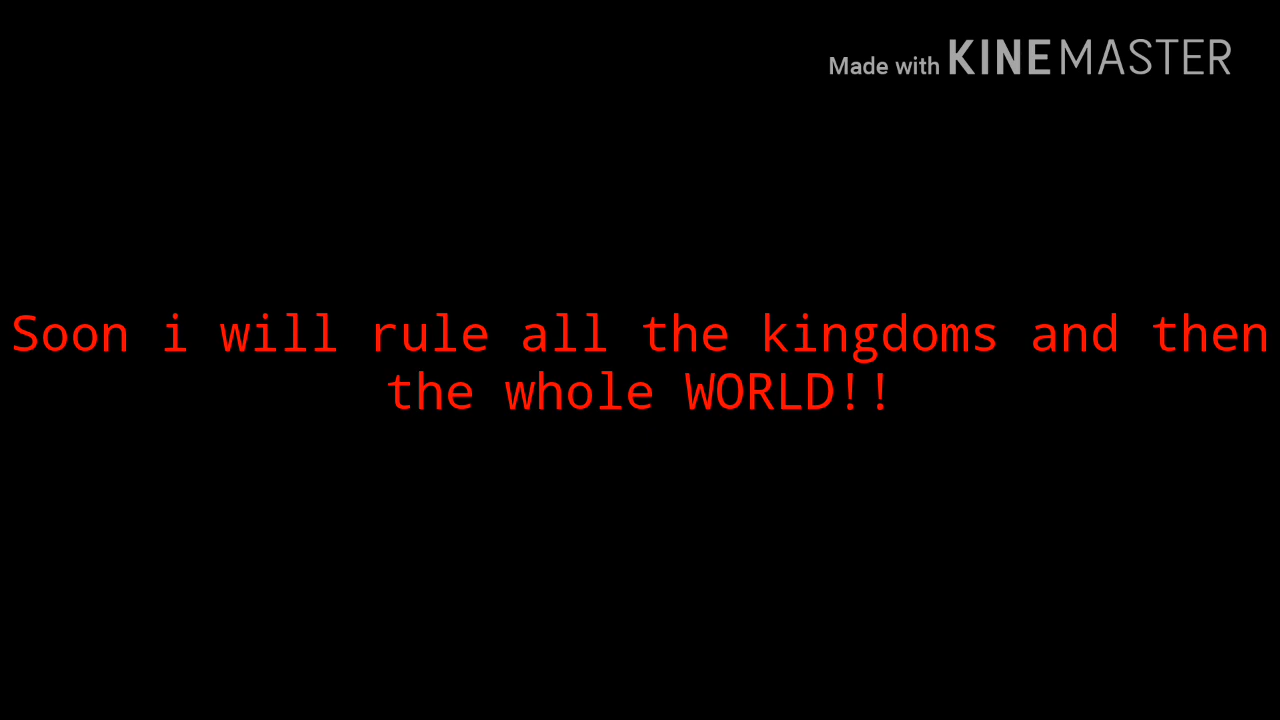 Made with KINEMASTER
Soon i will rule all the kingdoms and then
the whole WORLD!!